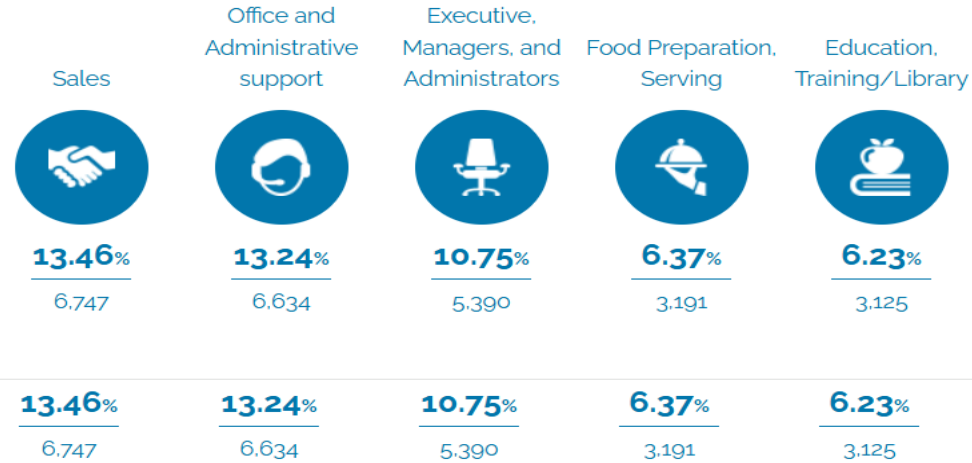 Sales
Office and
Administrative
support
Executive,
Managers, and
Administrators
Food Preparation,
Serving
Education,
Training/Library
13.46% 13.24% 10.75% 6.37% 6.23%
6,747 6,634 5,390 3,191 3,125
13.46% 13.24% 10.75% 6.37% 6.23%
6,747 6,634 5,390 3,191 3,125